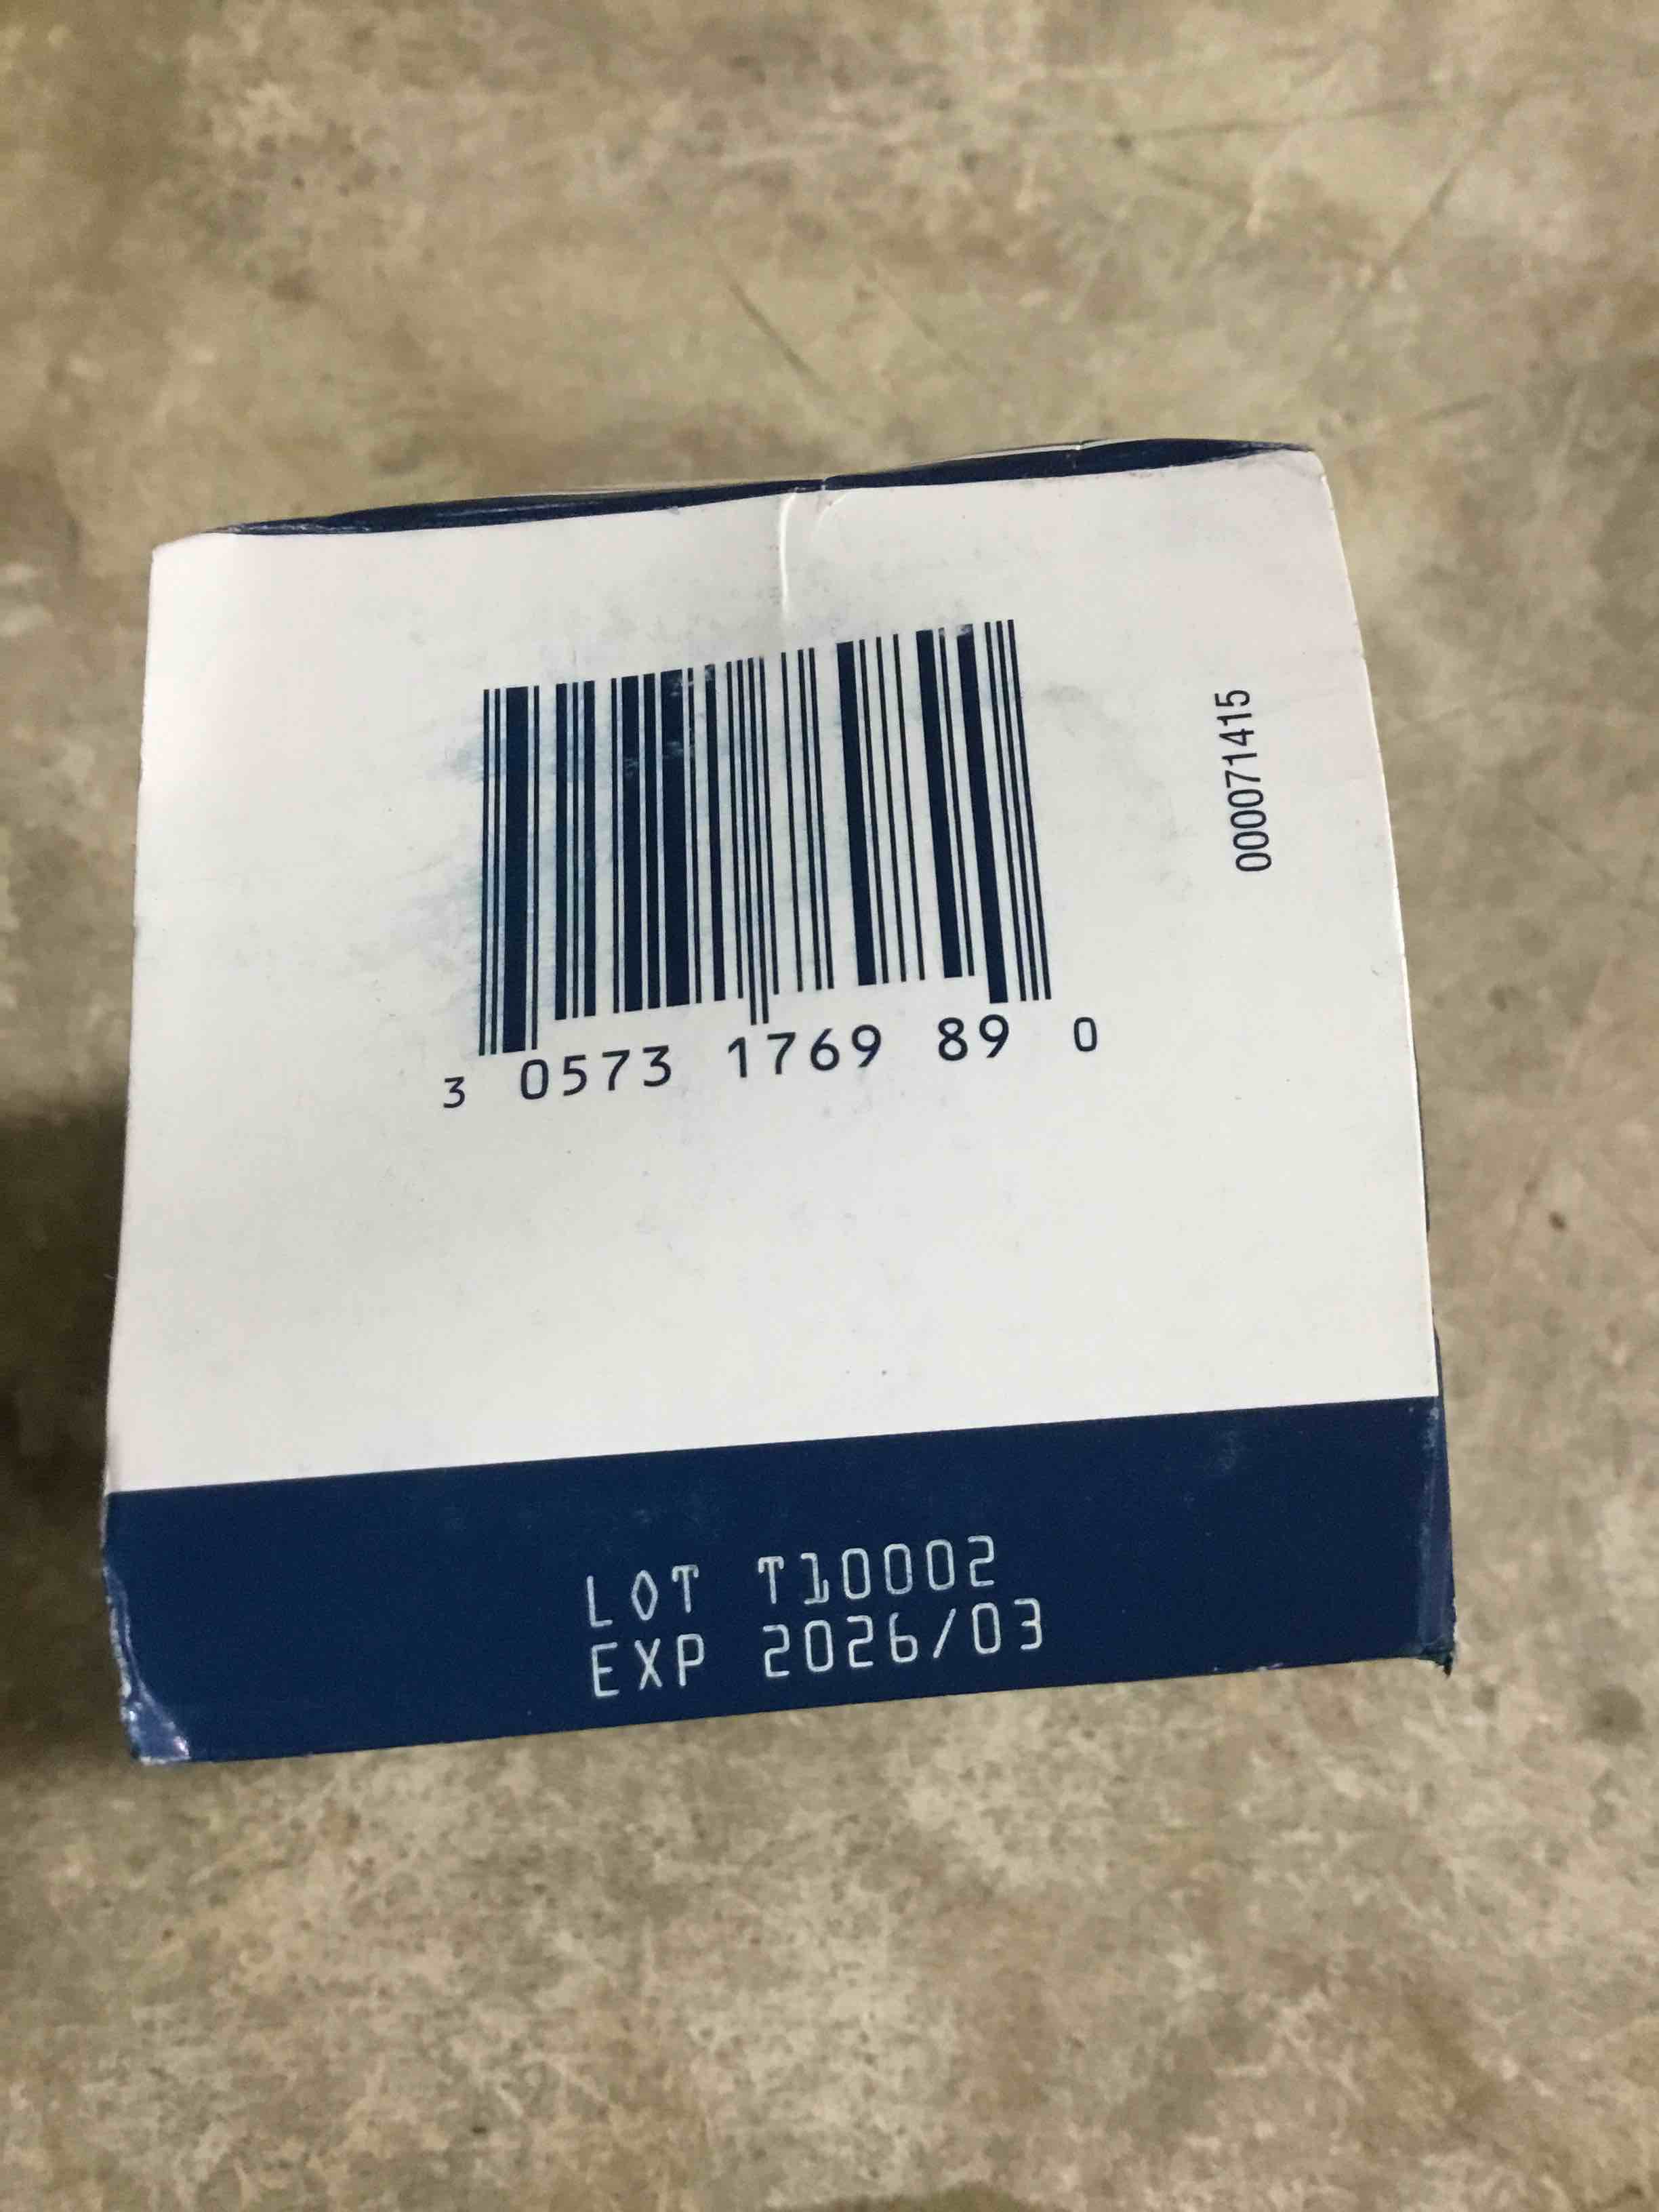 3 0573 1769 89 0
000071415
LOT T10002
EXP 2026/03